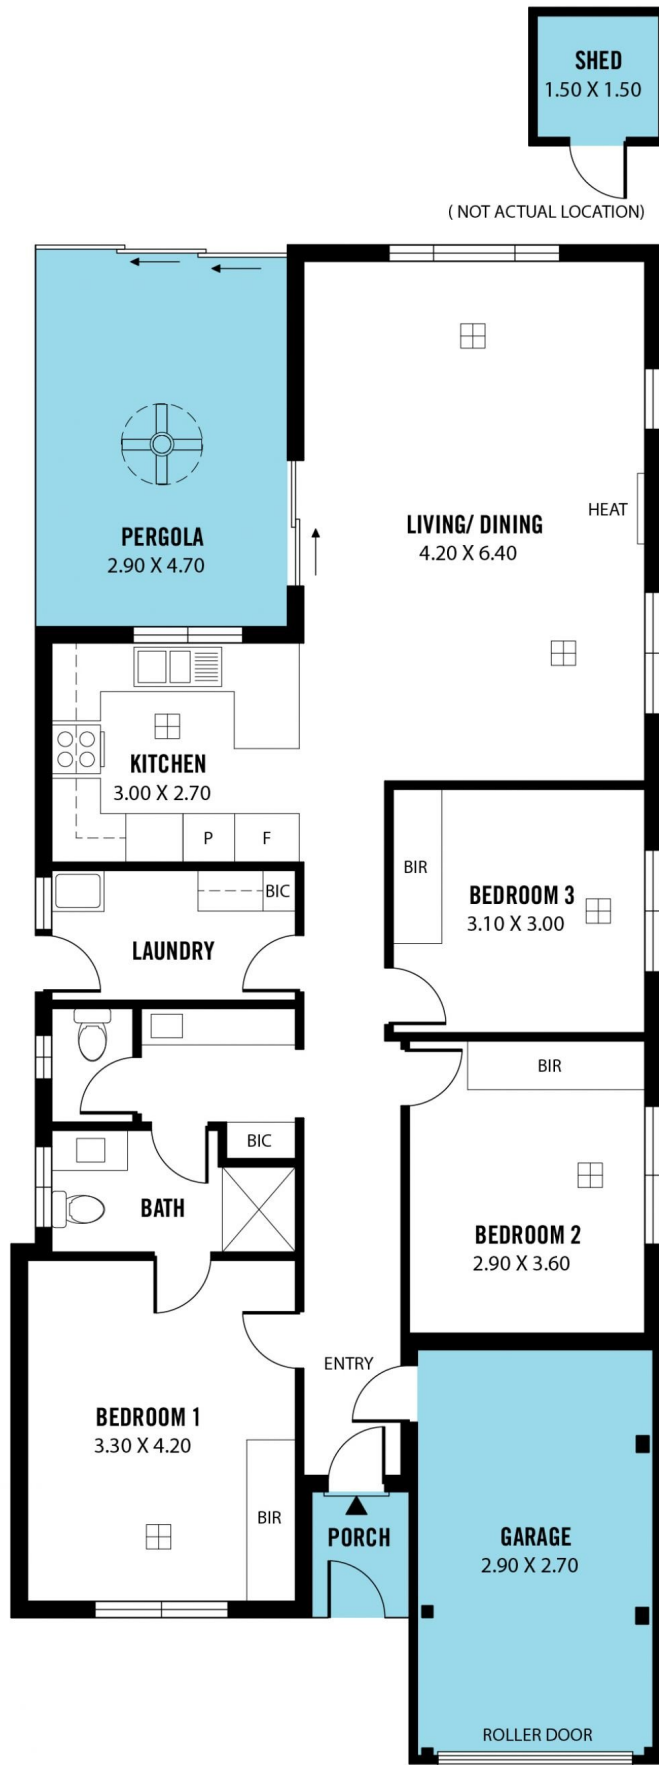 SHED
1.50 X 1.50
( NOT ACTUAL LOCATION)
PERGOLA
2.90 X 4.70
LIVING/ DINING
4.20 X 6.40
HEAT
KITCHEN
3.00 X 2.70
P
F
BIR
BEDROOM 3
3.10 X 3.00
BIC
LAUNDRY
BIR
BIC
BATH
BEDROOM 2
2.90 X 3.60
ENTRY
BEDROOM 1
3.30 X 4.20
BIR
PORCH
GARAGE
2.90 X 2.70
ROLLER DOOR